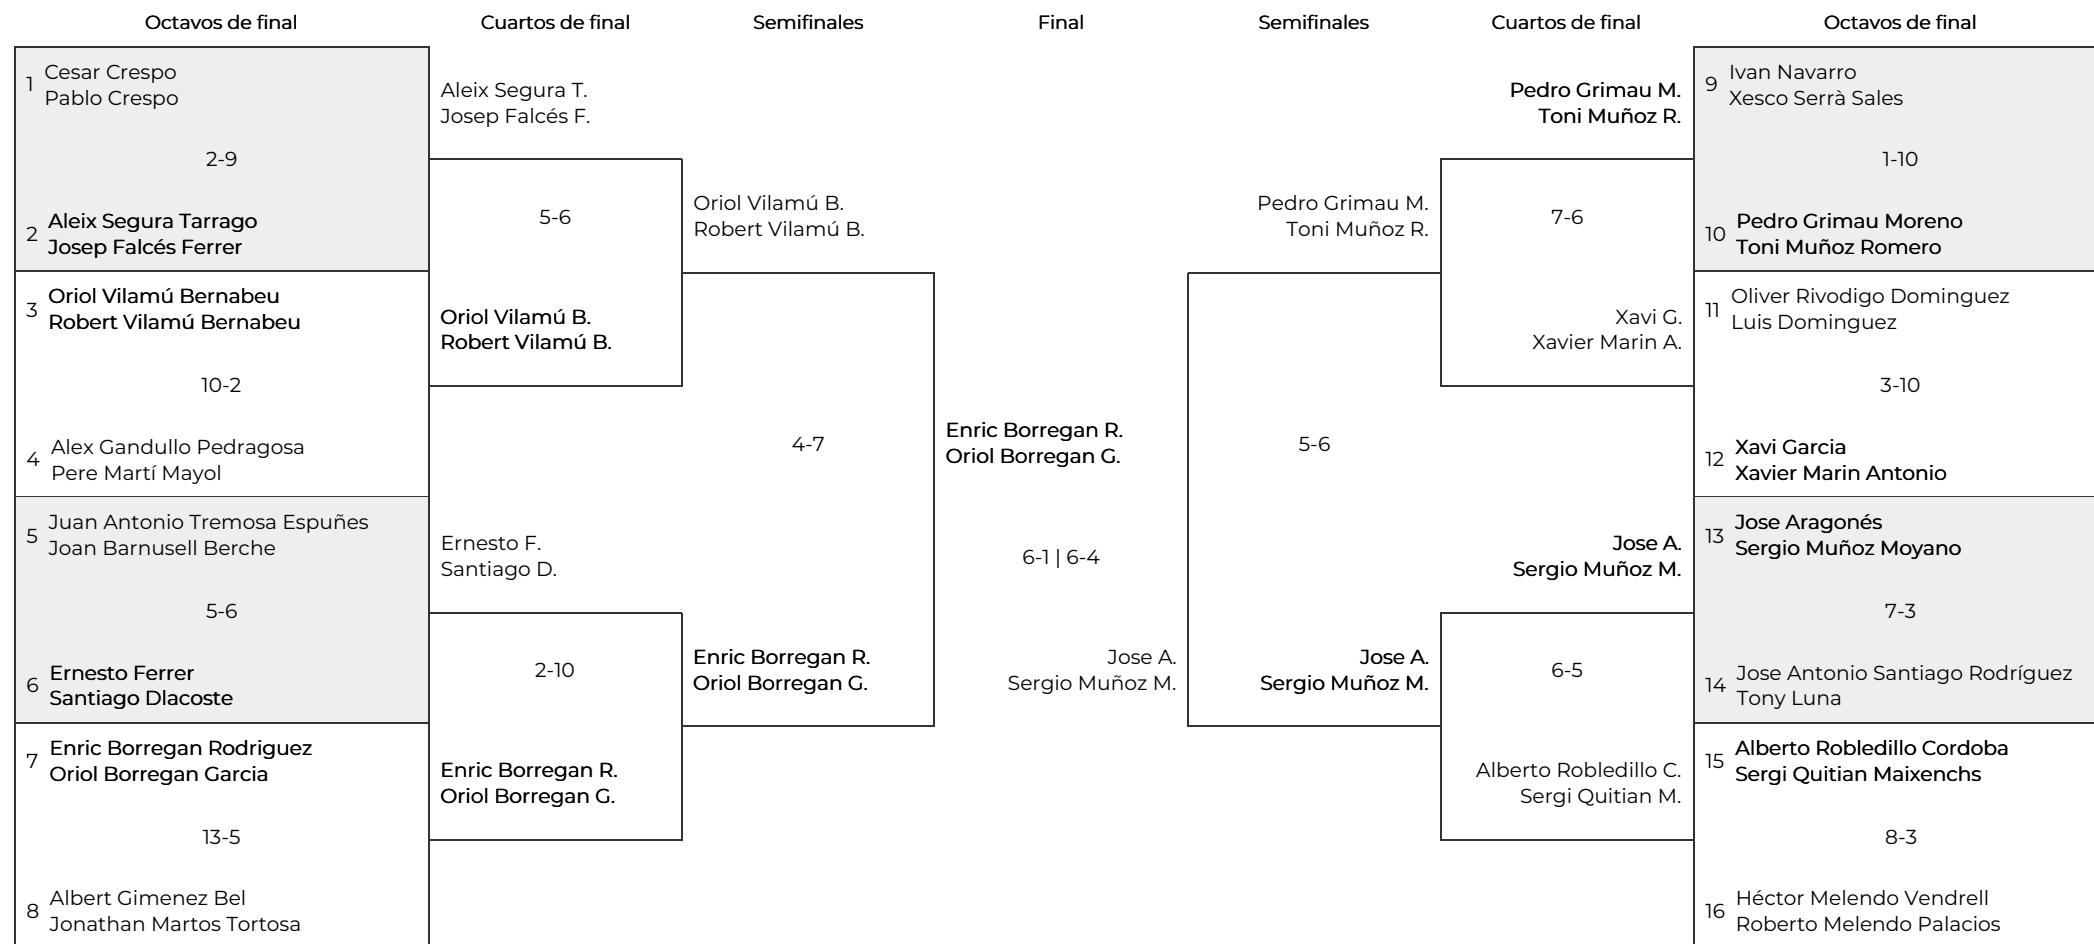 Octavos de final
Cuartos de final
Semifinales
Final
Semifinales
Cuartos de final
Octavos de final
1
Cesar Crespo
Pablo Crespo
2-9
2
Aleix Segura Tarrago
Josep Falcés Ferrer
3
Oriol Vilamú Bernabeu
Robert Vilamú Bernabeu
10-2
4
Alex Gandullo Pedragosa
Pere Martí Mayol
5
Juan Antonio Tremosa Espuñes
Joan Barnusell Berche
5-6
6
Ernesto Ferrer
Santiago Dlacoste
7
Enric Borregan Rodriguez
Oriol Borregan Garcia
13-5
8
Albert Gimenez Bel
Jonathan Martos Tortosa
Aleix Segura T.
Josep Falcés F.
5-6
Oriol Vilamú B.
Robert Vilamú B.
Ernesto F.
Santiago D.
2-10
Enric Borregan R.
Oriol Borregan G.
Oriol Vilamú B.
Robert Vilamú B.
4-7
Enric Borregan R.
Oriol Borregan G.
Enric Borregan R.
Oriol Borregan G.
6-1 | 6-4
Jose A.
Sergio Muñoz M.
Pedro Grimau M.
Toni Muñoz R.
5-6
Jose A.
Sergio Muñoz M.
Pedro Grimau M.
Toni Muñoz R.
7-6
Xavi G.
Xavier Marin A.
Jose A.
Sergio Muñoz M.
6-5
Alberto Robledillo C.
Sergi Quitian M.
9
Ivan Navarro
Xesco Serrà Sales
1-10
10
Pedro Grimau Moreno
Toni Muñoz Romero
11
Oliver Rivodigo Dominguez
Luis Dominguez
3-10
12
Xavi Garcia
Xavier Marin Antonio
13
Jose Aragonés
Sergio Muñoz Moyano
7-3
14
Jose Antonio Santiago Rodríguez
Tony Luna
15
Alberto Robledillo Cordoba
Sergi Quitian Maixenchs
8-3
16
Héctor Melendo Vendrell
Roberto Melendo Palacios